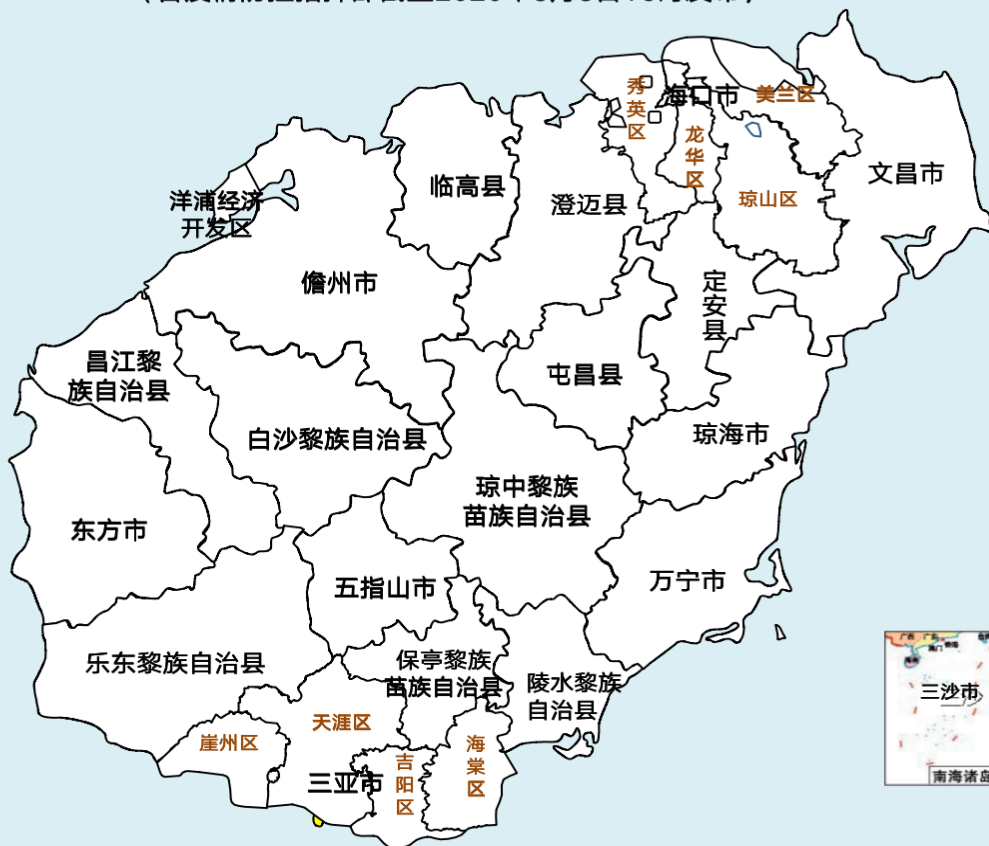 秀英区
海口市
美兰区
龙华区
琼山区
文昌市
临高县
澄迈县
洋浦经济
开发区
儋州市
定安县
昌江黎
族自治县
屯昌县
白沙黎族自治县
琼海市
琼中黎族
苗族自治县
东方市
五指山市
万宁市
乐东黎族自治县
保亭黎族
苗族自治县
陵水黎族
自治县
天涯区
崖州区
海棠区
吉阳区
三亚市
广西
广东
三沙市
南海诸岛